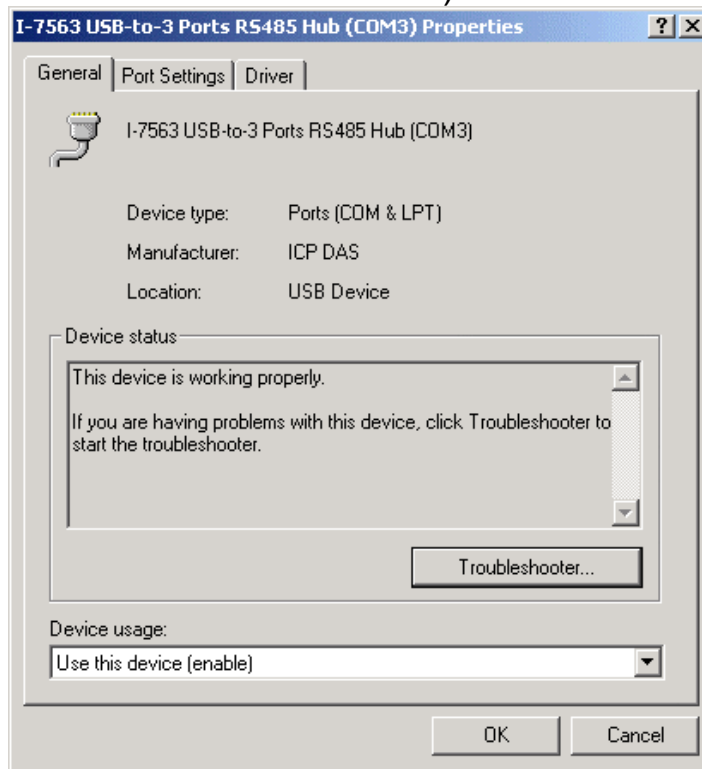 I-7563 USB-to-3 Ports RS485 Hub (COM3) Properties
General Port Settings Driver
I-7563 USB-to-3 Ports RS485 Hub (COM3)
Device type: Ports (COM & LPT)
Manufacturer: ICP DAS
Location: USB Device
Device status
This device is working properly.
If you are having problems with this device, click Troubleshooter to
start the troubleshooter.
Troubleshooter...
Device usage:
Use this device (enable)
OK Cancel